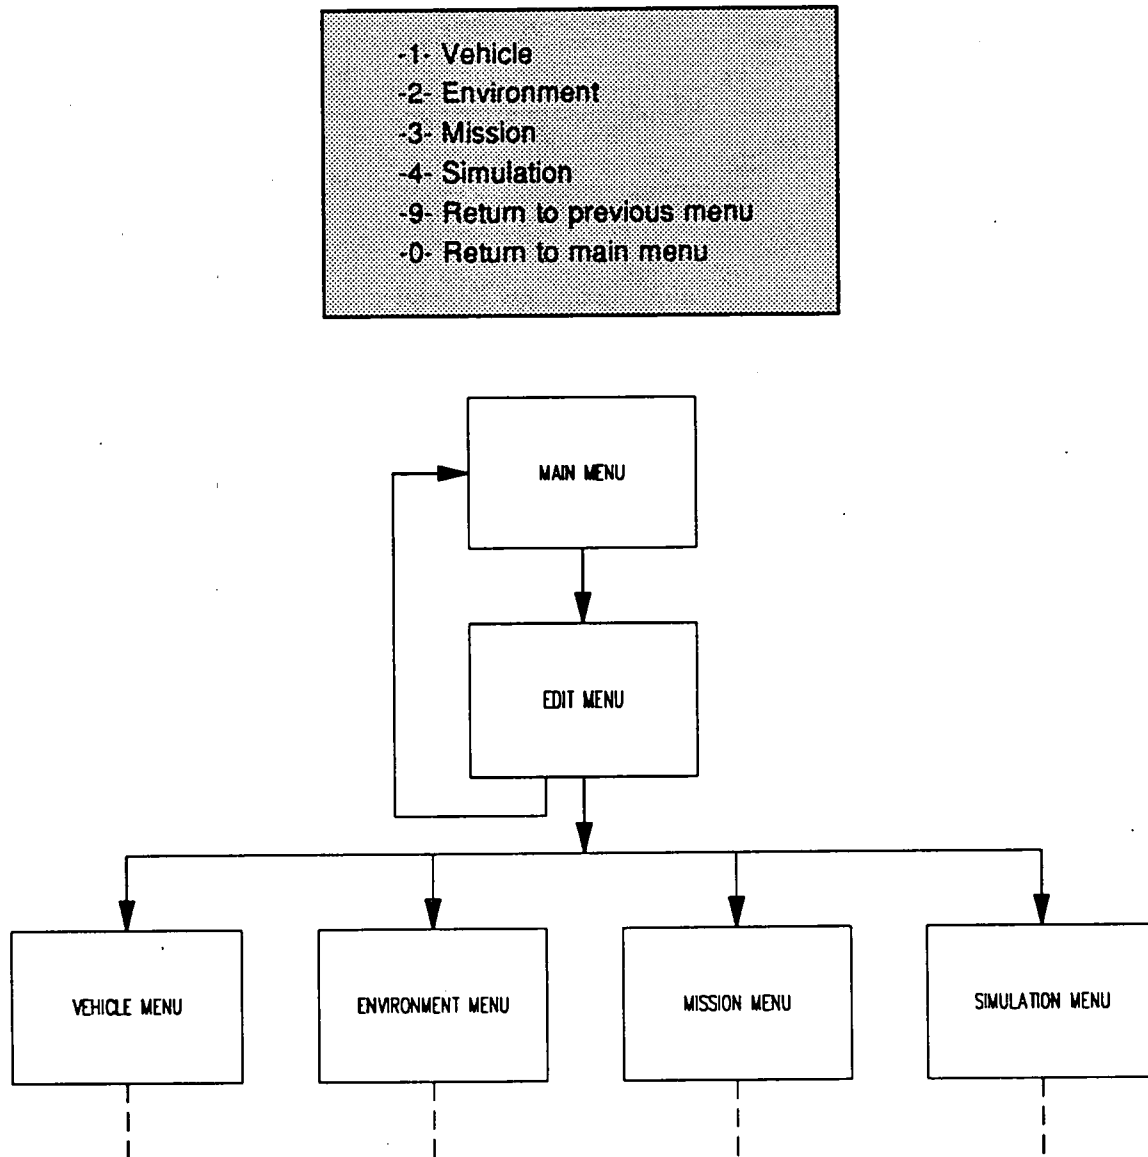 -1- Vehicle
-2- Environment
-3- Mission
-4- Simulation
-9- Return to previous menu
-0- Return to main menu
MAIN MENU
EDIT MENU
VEHICLE MENU
ENVIRONMENT MENU
MISSION MENU
SIMULATION MENU